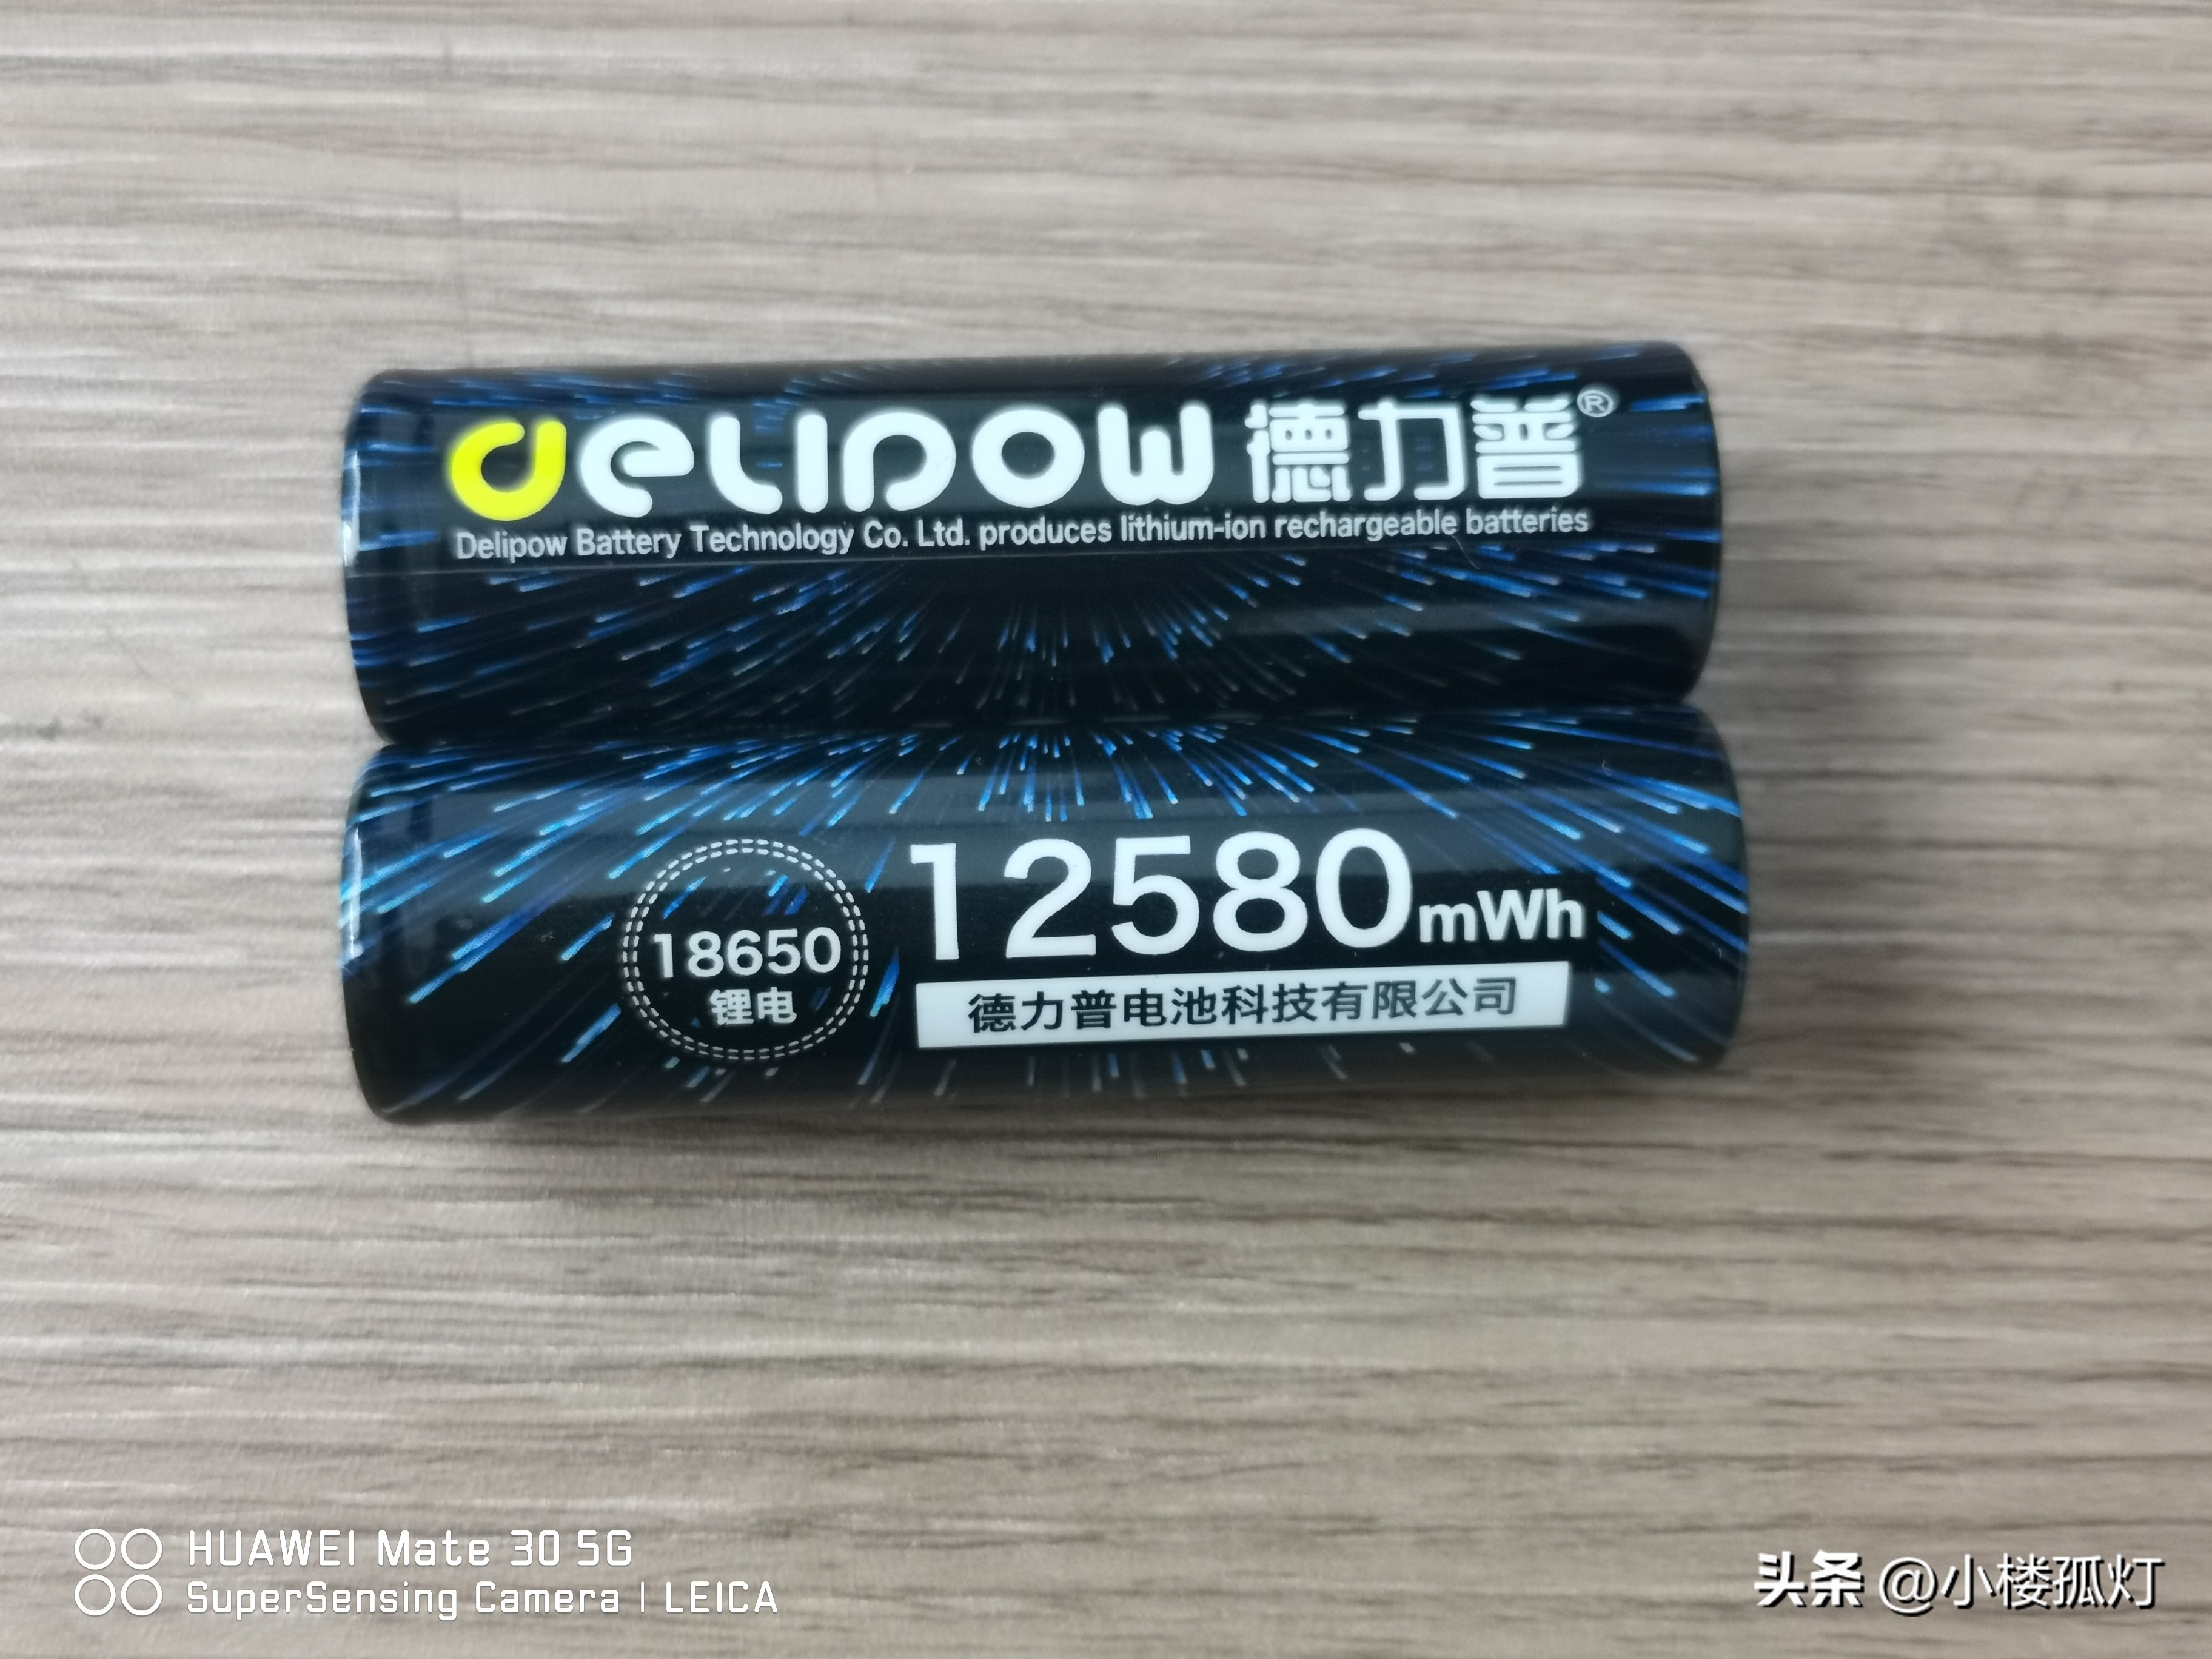 delipow 德力普®
Delipow Battery Technology Co. Ltd. produces lithium-ion rechargeable batteries
12580mWh
18650
锂电
德力普电池科技有限公司
HUAWEI Mate 30 5G
SuperSensing Camera | LEICA
头条 @小楼孤灯